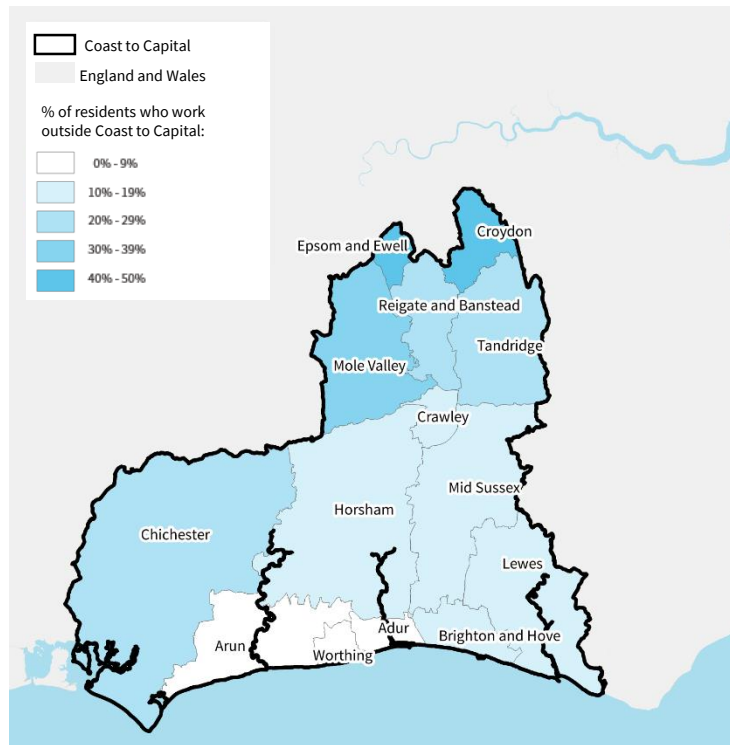 Coast to Capital
England and Wales
% of residents who work
outside Coast to Capital:
0% - 9%
10% - 19%
20% - 29%
30% - 39%
40% - 50%
Croydon
Epsom and Ewell
Reigate and Banstead
Tandridge
Mole Valley
Crawley
Mid Sussex
Horsham
Chichester
Lewes
Adur
Brighton and Hove
Arun
Worthing